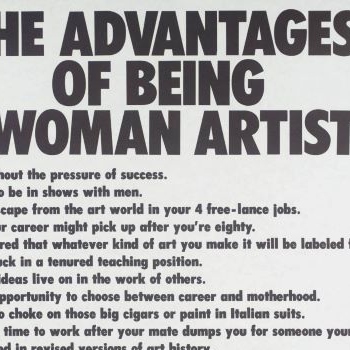 HE ADVANTAGES
OF BEING
WOMAN ARTIST
hout the pressure of success.
o be in shows with men.
cape from the art world in your 4 free-lance jobs.
ur career might pick up after you're eighty.
red that whatever kind of art you make it will be labeled f
uck in a tenured teaching position.
ideas live on in the work of others.
pportunity to choose between career and motherhood.
o choke on those big cigars or paint in Italian suits.
time to work after your mate dumps you for someone your
ed in revised versions of art history.